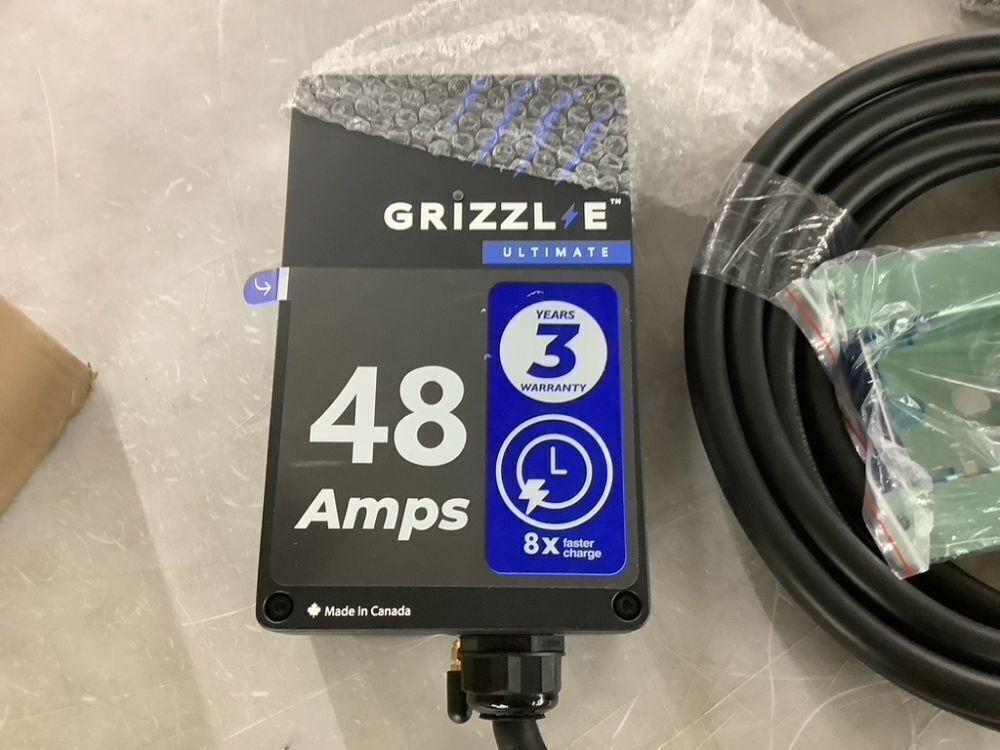 GRIZZL-E™
ULTIMATE
YEARS
3
WARRANTY
48
Amps
8x faster
charge
Made in Canada